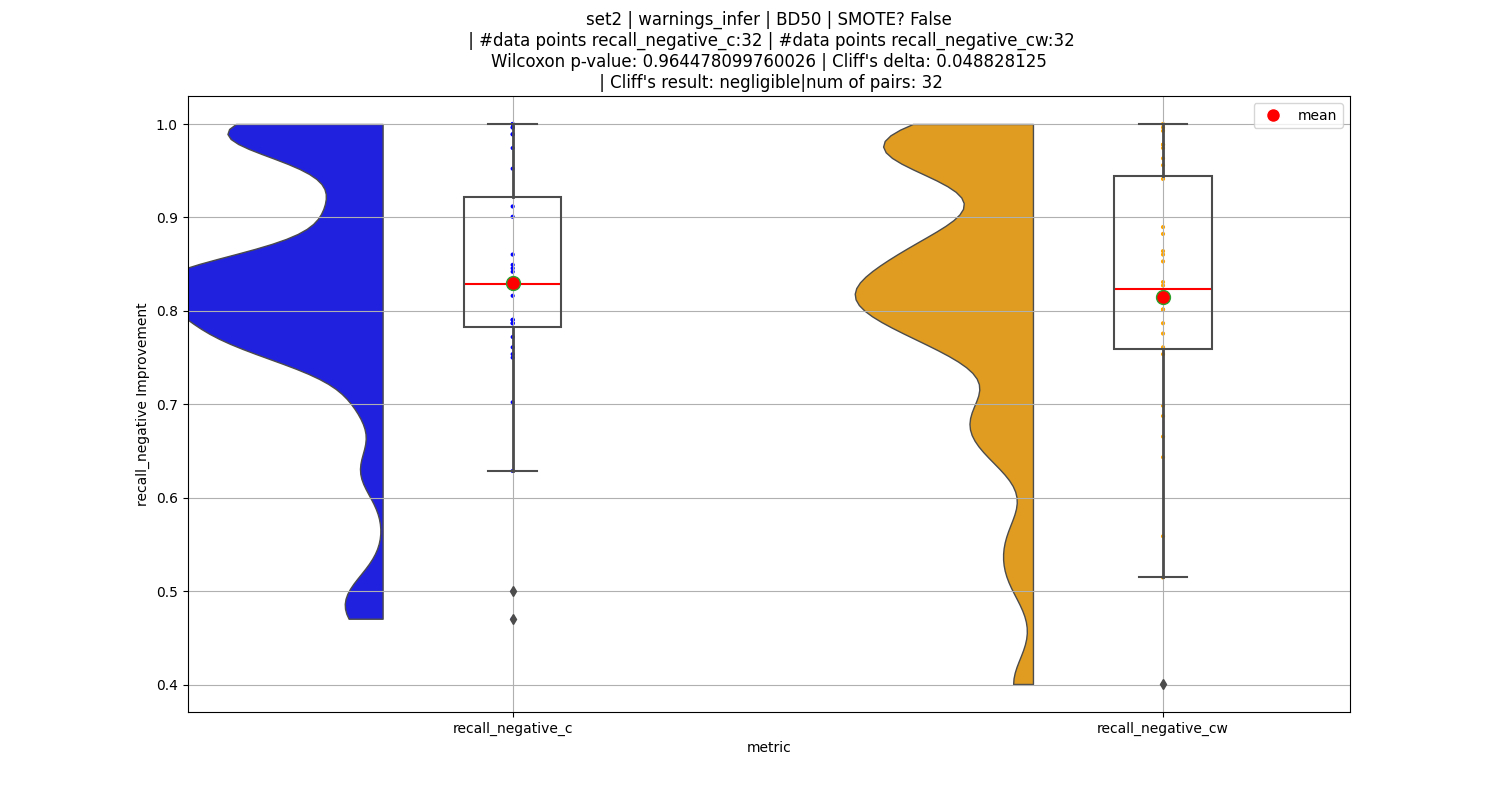 set2 | warnings_infer | BD50 | SMOTE? False
| #data points recall_negative_c:32 | #data points recall_negative_cw:32
Wilcoxon p-value: 0.964478099760026 | Cliff's delta: 0.048828125
| Cliff's result: negligible|num of pairs: 32
mean
1.0
0.9
0.8
0.7
0.6
0.5
0.4
recall_negative Improvement
recall_negative_c
recall_negative_cw
metric